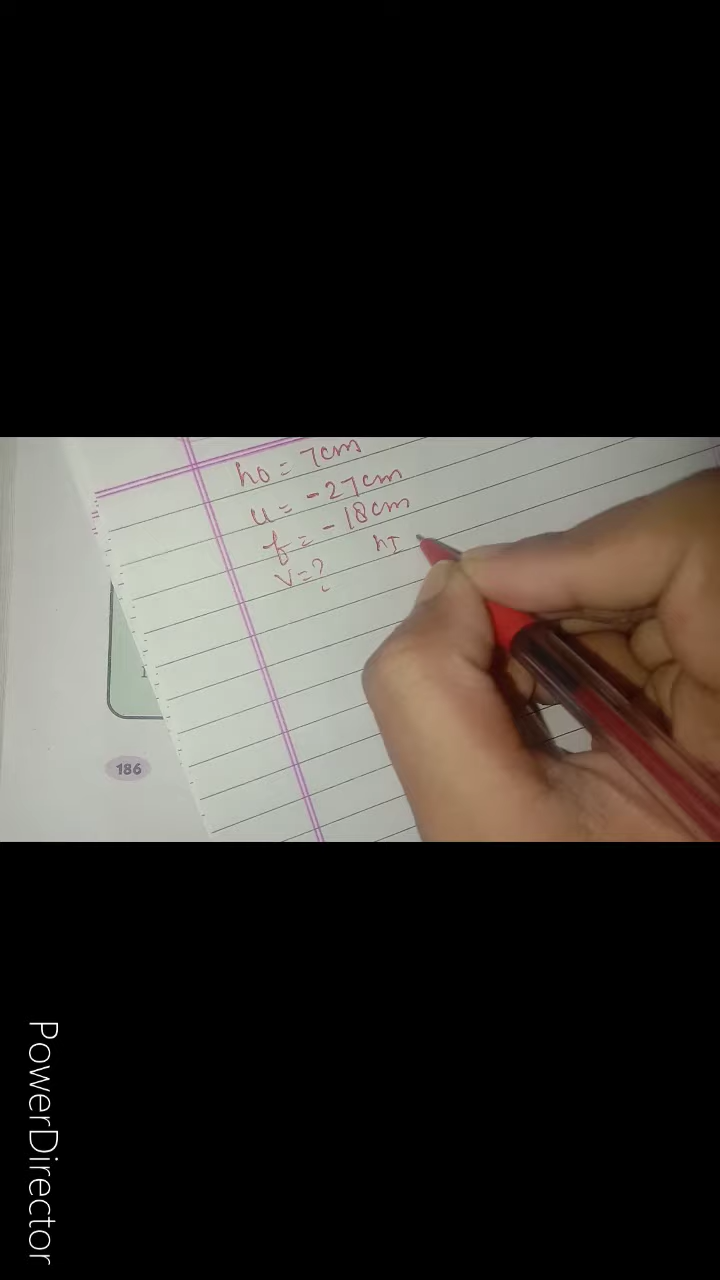 ho = 7cm
u = -27cm
f = -18cm
v = ? hI
186
PowerDirector